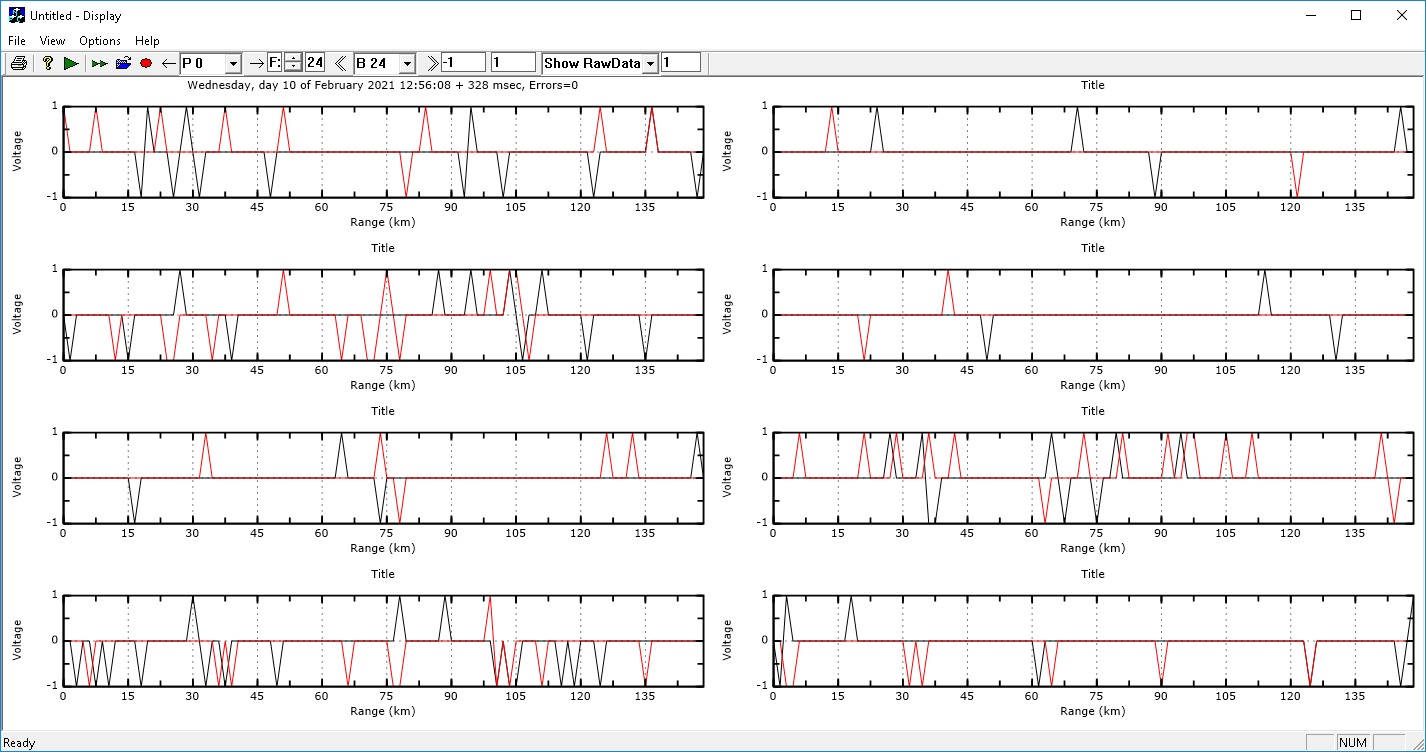 Untitled - Display
File View Options Help
P 0 F: 24 B 24 -1 1 Show RawData 1
Wednesday, day 10 of February 2021 12:56:08 + 328 msec, Errors=0
Voltage
1
0
-1
0 15 30 45 60 75 90 105 120 135
Range (km)
Title
Voltage
1
0
-1
0 15 30 45 60 75 90 105 120 135
Range (km)
Title
Voltage
1
0
-1
0 15 30 45 60 75 90 105 120 135
Range (km)
Title
Voltage
1
0
-1
0 15 30 45 60 75 90 105 120 135
Range (km)
Title
Voltage
1
0
-1
0 15 30 45 60 75 90 105 120 135
Range (km)
Title
Voltage
1
0
-1
0 15 30 45 60 75 90 105 120 135
Range (km)
Title
Voltage
1
0
-1
0 15 30 45 60 75 90 105 120 135
Range (km)
Title
Voltage
1
0
-1
0 15 30 45 60 75 90 105 120 135
Range (km)
Ready NUM